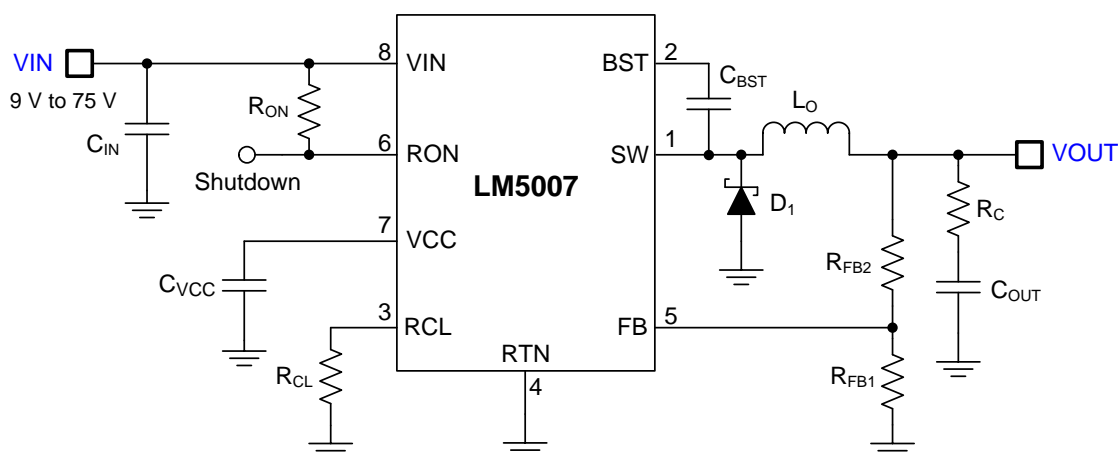 VIN
9 V to 75 V
CIN
RON
Shutdown
CVCC
RCL
8
VIN
6
RON
7
VCC
3
RCL
LM5007
RTN
4
BST
2
SW
1
FB
5
CBST
LO
D1
RFB2
RFB1
RC
COUT
VOUT